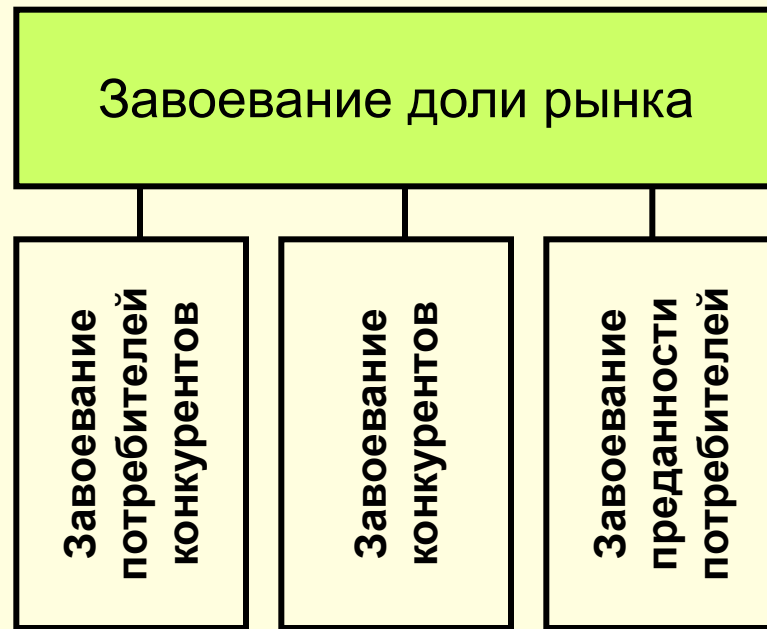 Завоевание доли рынка
Завоевание
потребителей
конкурентов
Завоевание
конкурентов
Завоевание
преданности
потребителей